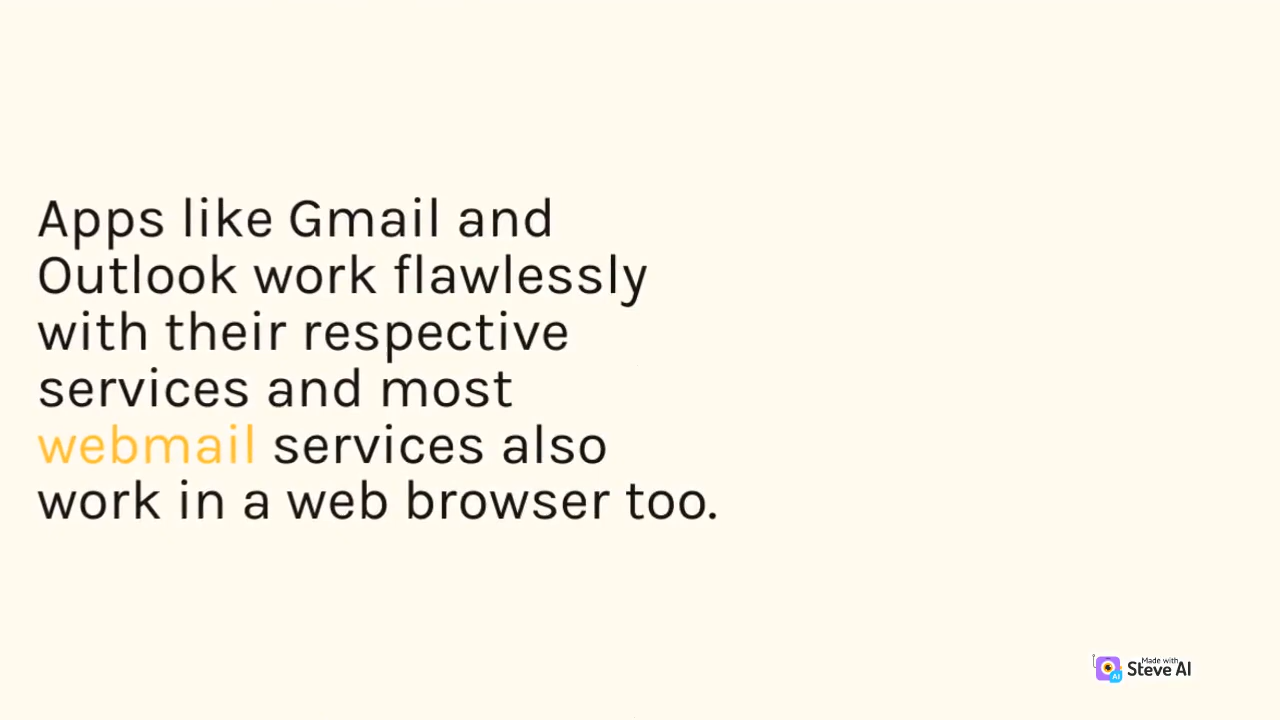 Apps like Gmail and
Outlook work flawlessly
with their respective
services and most
webmail services also
work in a web browser too.
Made with
Steve AI
AI